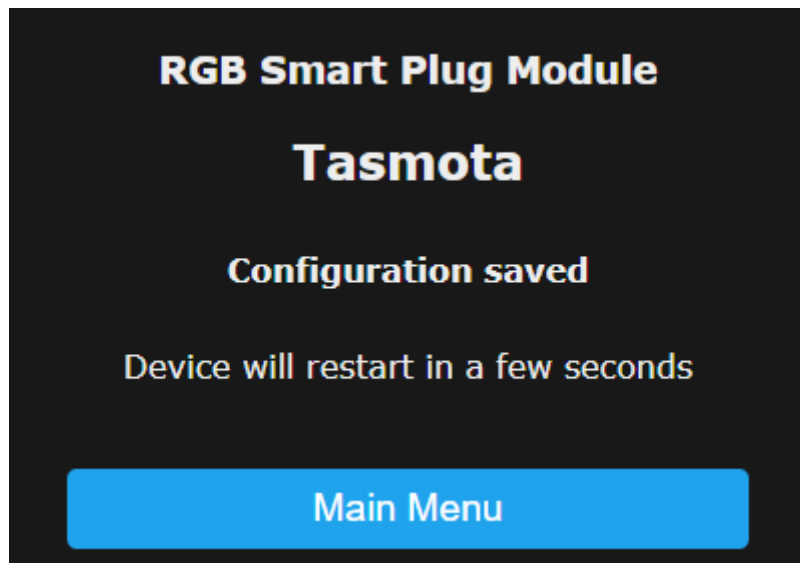 RGB Smart Plug Module
Tasmota
Configuration saved
Device will restart in a few seconds
Main Menu